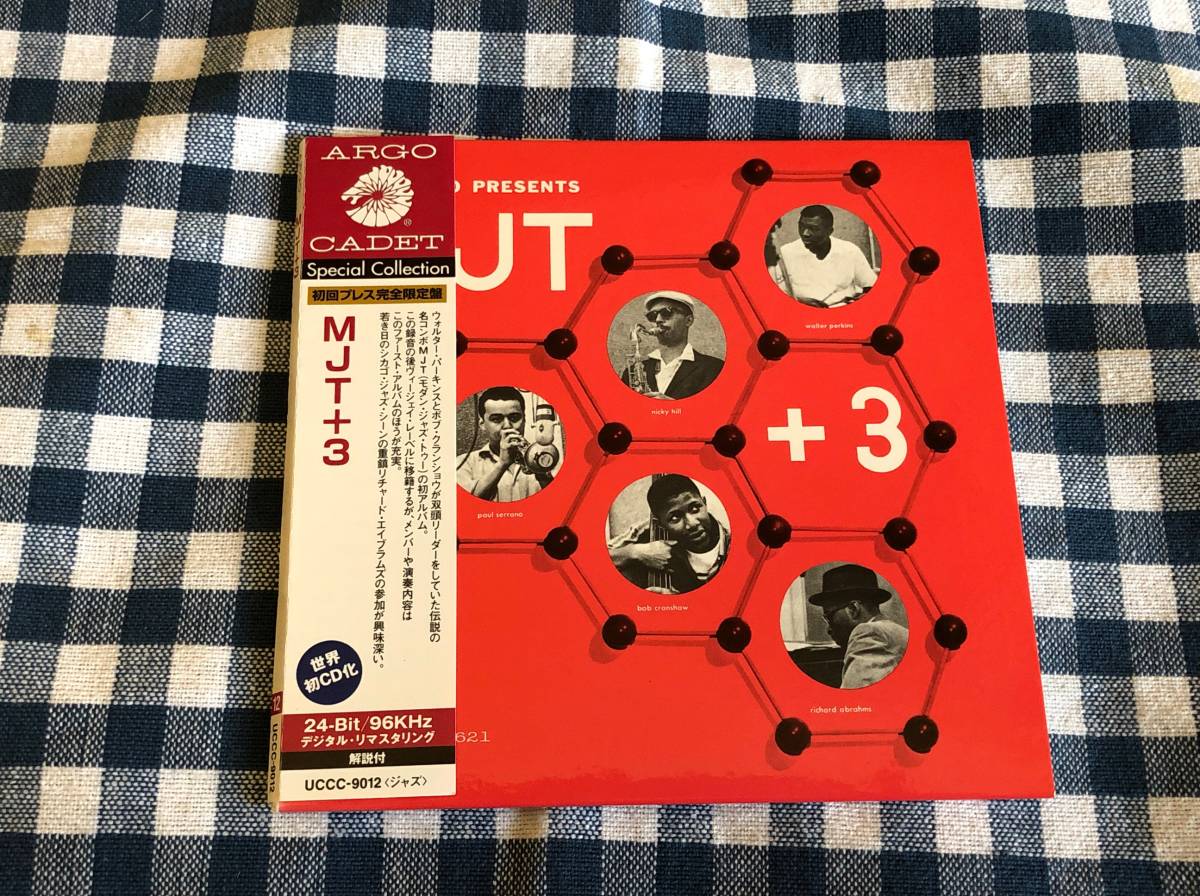 ARGO
®
CADET
Special Collection
初回プレス完全限定盤
MJT+3
ウォルター・パーキンスとボブ・クランショウが双頭リーダーをしていた伝説の
名コンボMJT(モダン・ジャズ・トゥー)の初アルバム。
この録音の後ヴィージェイ・レーベルに移籍するが、メンバーや演奏内容は
このファースト・アルバムのほうが充実。
若き日のシカゴ・ジャズ・シーンの重鎮リチャード・エイブラムズの参加が興味深い。
世界
初CD化
24-Bit/96KHz
デジタル・リマスタリング
解説付
UCCC-9012〈ジャズ〉
12
UCCC-9012
O PRESENTS
JT
+ 3
walter perkins
nicky hill
paul serrano
bob cranshaw
richard abrahms
621